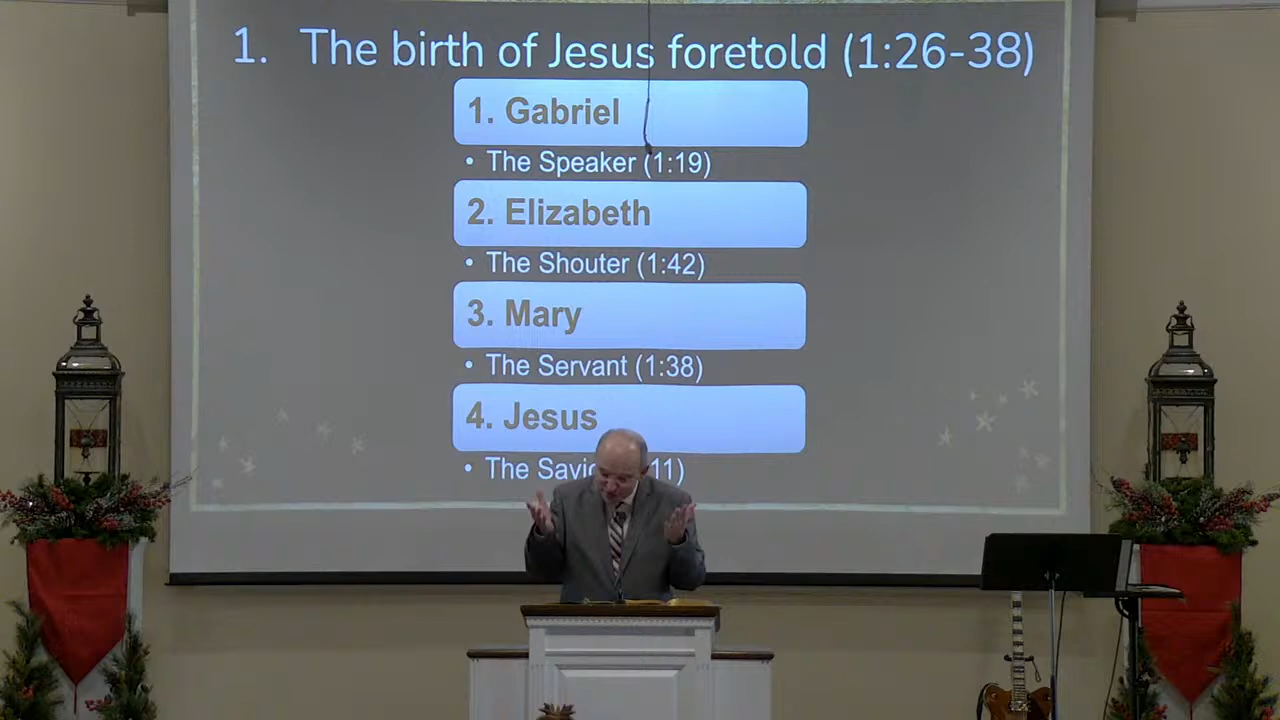 1. The birth of Jesus foretold (1:26-38)
1. Gabriel
• The Speaker (1:19)
2. Elizabeth
• The Shouter (1:42)
3. Mary
• The Servant (1:38)
4. Jesus
• The 11)